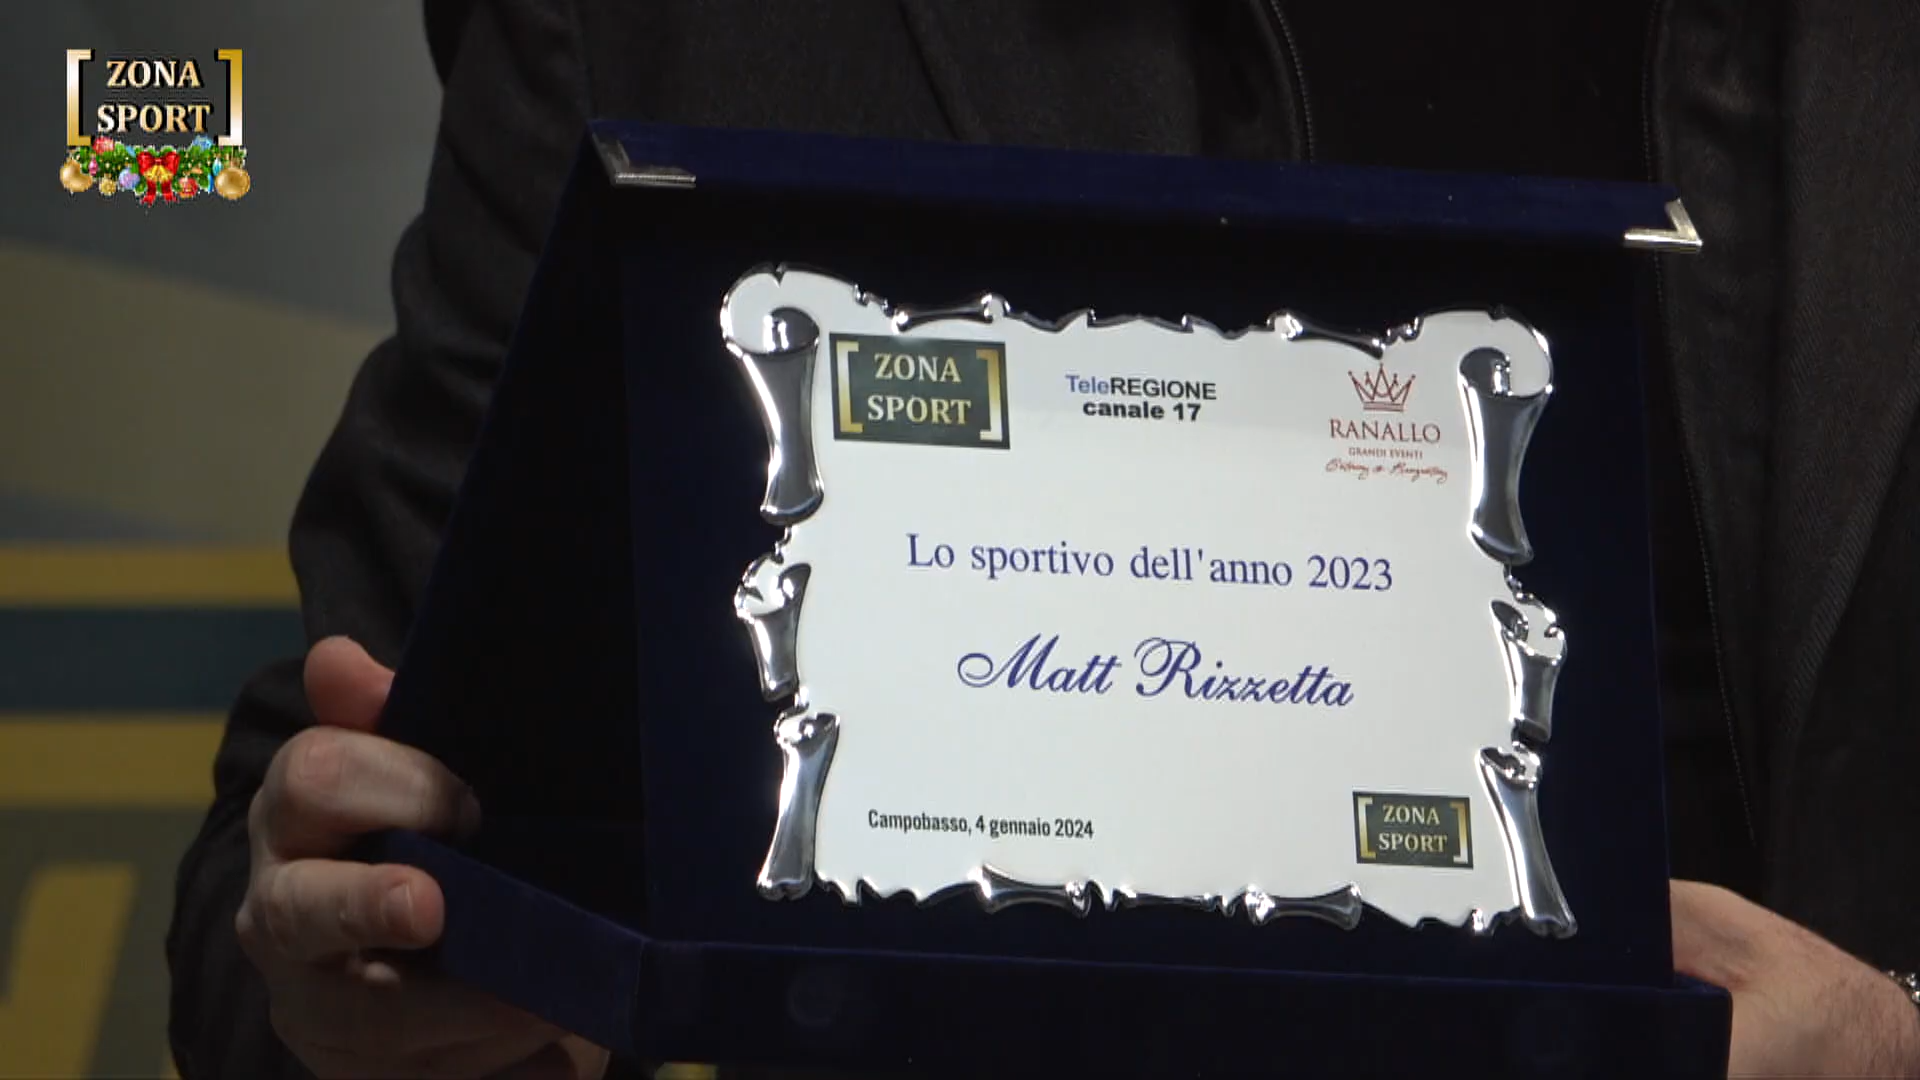 ZONA
SPORT
ZONA
SPORT
TeleREGIONE
canale 17
RANALLO
GRANDI EVENTI
Lo sportivo dell'anno 2023
Matt Rizzetta
Campobasso, 4 gennaio 2024
ZONA
SPORT